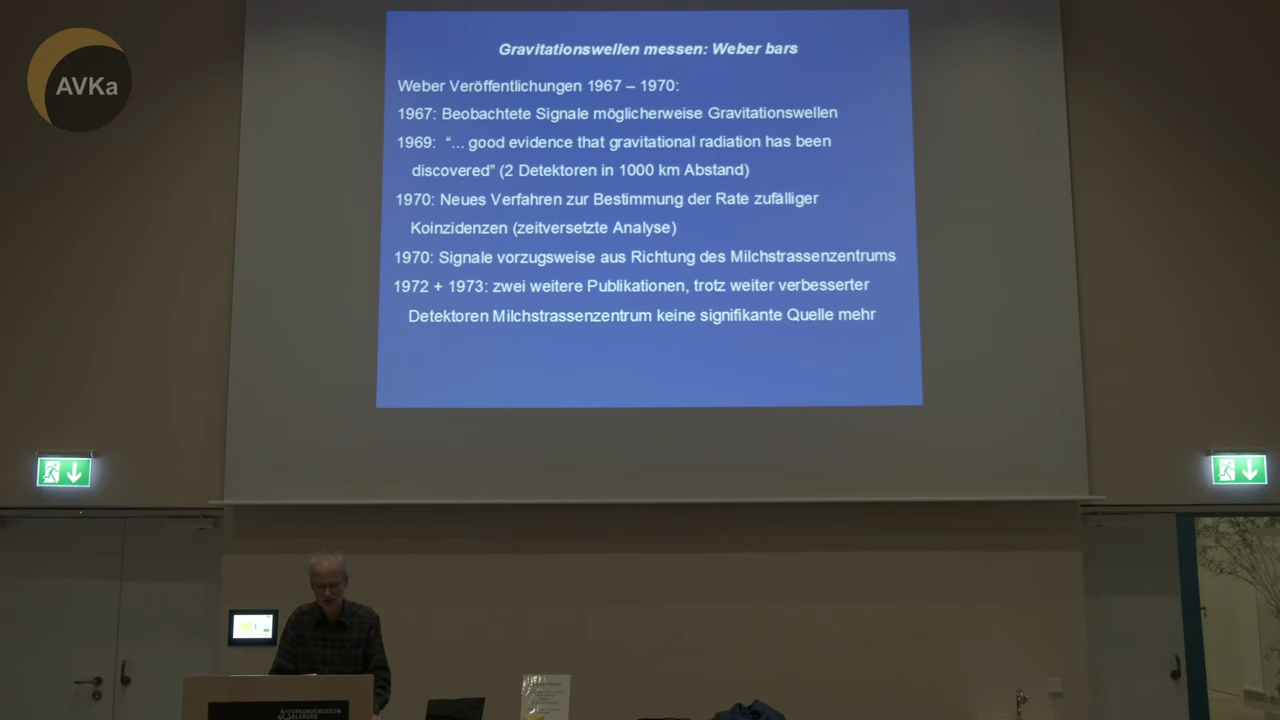 AVKa
Gravitationswellen messen: Weber bars
Weber Veröffentlichungen 1967 – 1970:
1967: Beobachtete Signale möglicherweise Gravitationswellen
1969: “... good evidence that gravitational radiation has been
discovered” (2 Detektoren in 1000 km Abstand)
1970: Neues Verfahren zur Bestimmung der Rate zufälliger
Koinzidenzen (zeitversetzte Analyse)
1970: Signale vorzugsweise aus Richtung des Milchstrassenzentrums
1972 + 1973: zwei weitere Publikationen, trotz weiter verbesserter
Detektoren Milchstrassenzentrum keine signifikante Quelle mehr
NATURKUNDEMUSEUM
KARLSRUHE